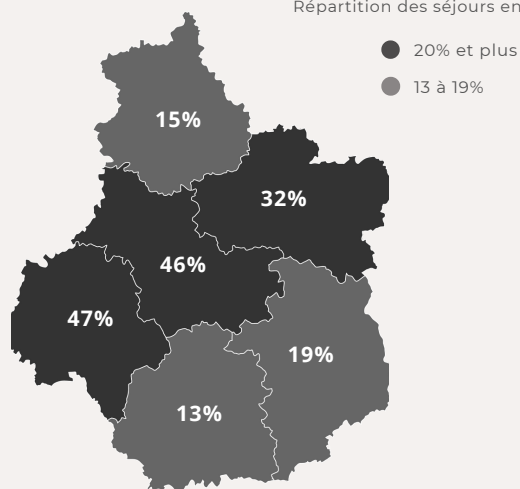 Répartition des séjours en
20% et plus
13 à 19%
15%
32%
46%
47%
19%
13%